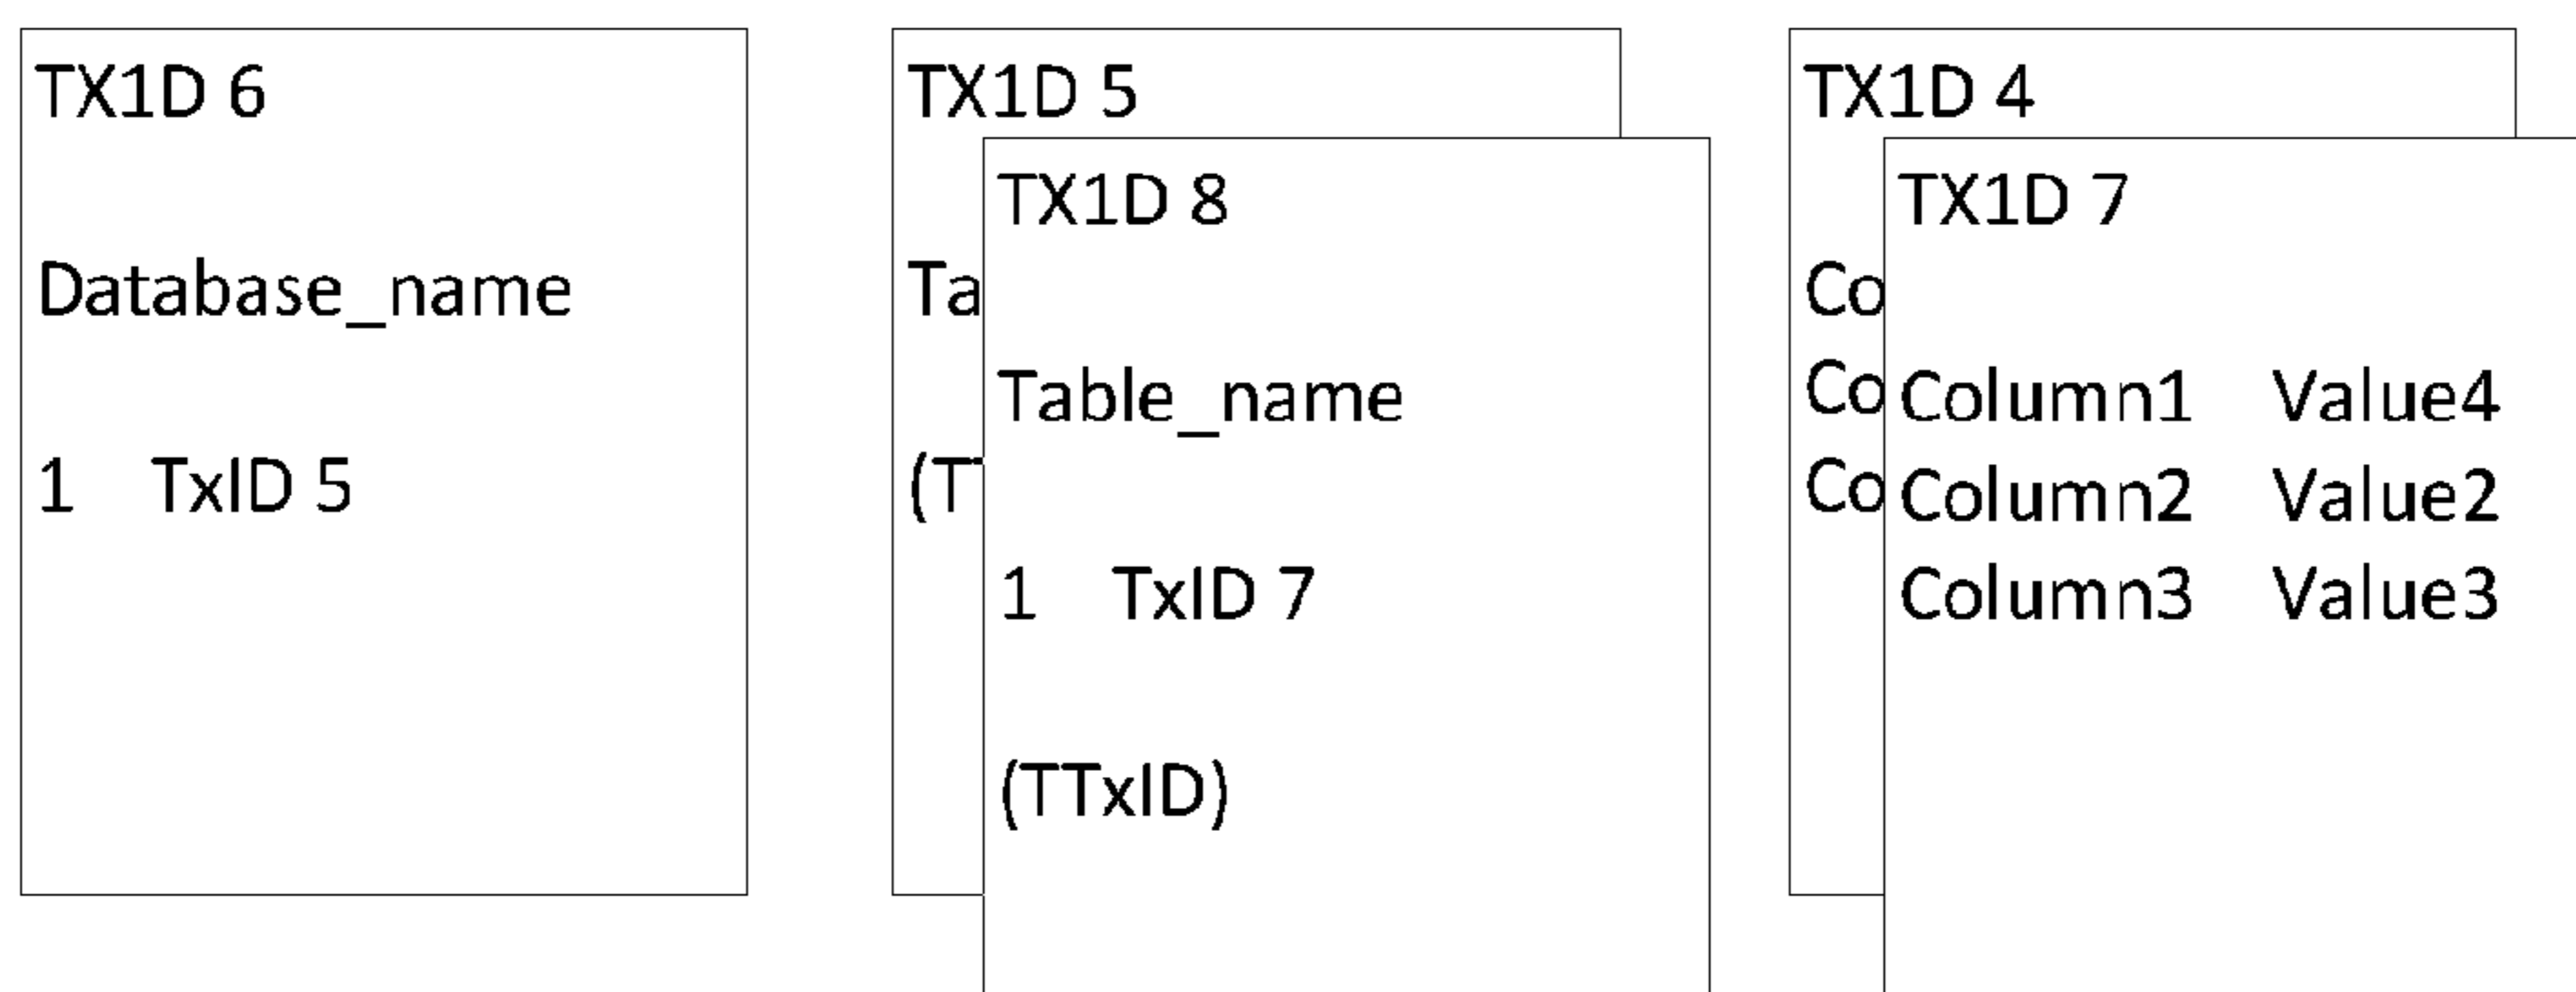 TX1D 6
Database_name
1 TxID 5
TX1D 5
Ta
(T
TX1D 8
Table_name
1 TxID 7
(TTxID)
TX1D 4
Co
Co
Co
TX1D 7
Column1 Value4
Column2 Value2
Column3 Value3